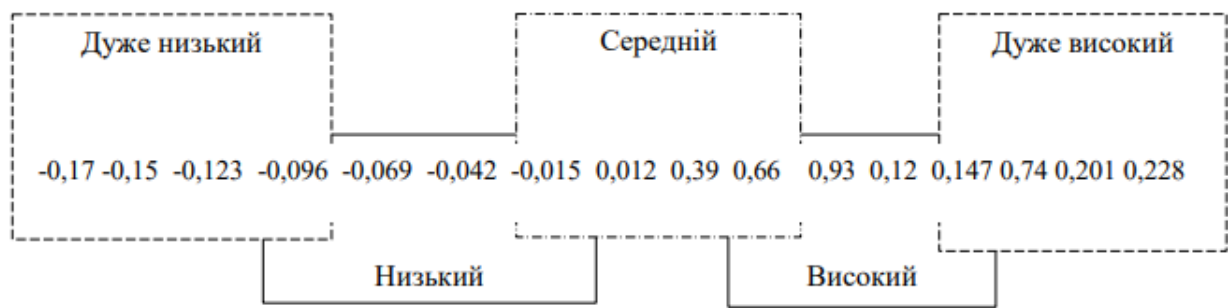 Дуже низький Середній Дуже високий
-0,17 -0,15 -0,123 -0,096 -0,069 -0,042 -0,015 0,012 0,39 0,66 0,93 0,12 0,147 0,74 0,201 0,228
Низький Високий